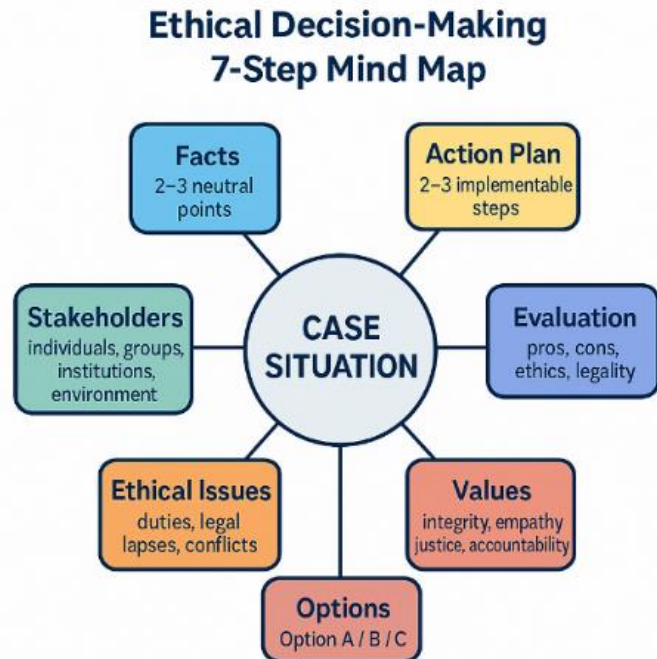 Ethical Decision-Making
7-Step Mind Map
Facts
2–3 neutral
points
Action Plan
2–3 implementable
steps
Stakeholders
individuals, groups,
institutions,
environment
CASE
SITUATION
Evaluation
pros, cons,
ethics, legality
Ethical Issues
duties, legal
lapses, conflicts
Values
integrity, empathy
justice, accountability
Options
Option A / B / C